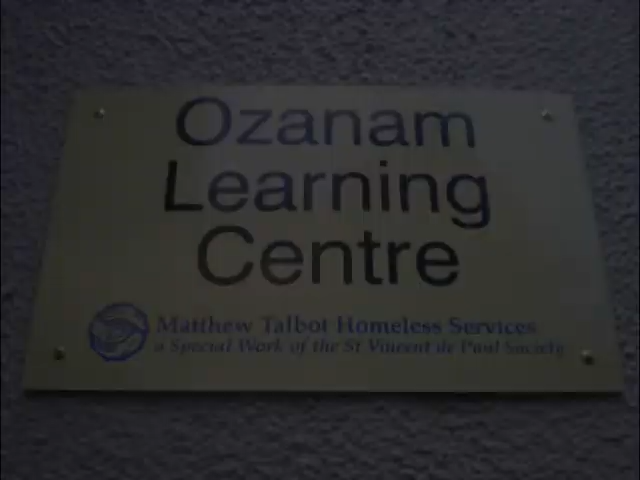 Ozanam
Learning
Centre
Matthew Talbot Homeless Services
a Special Work of the St Vincent de Paul Society